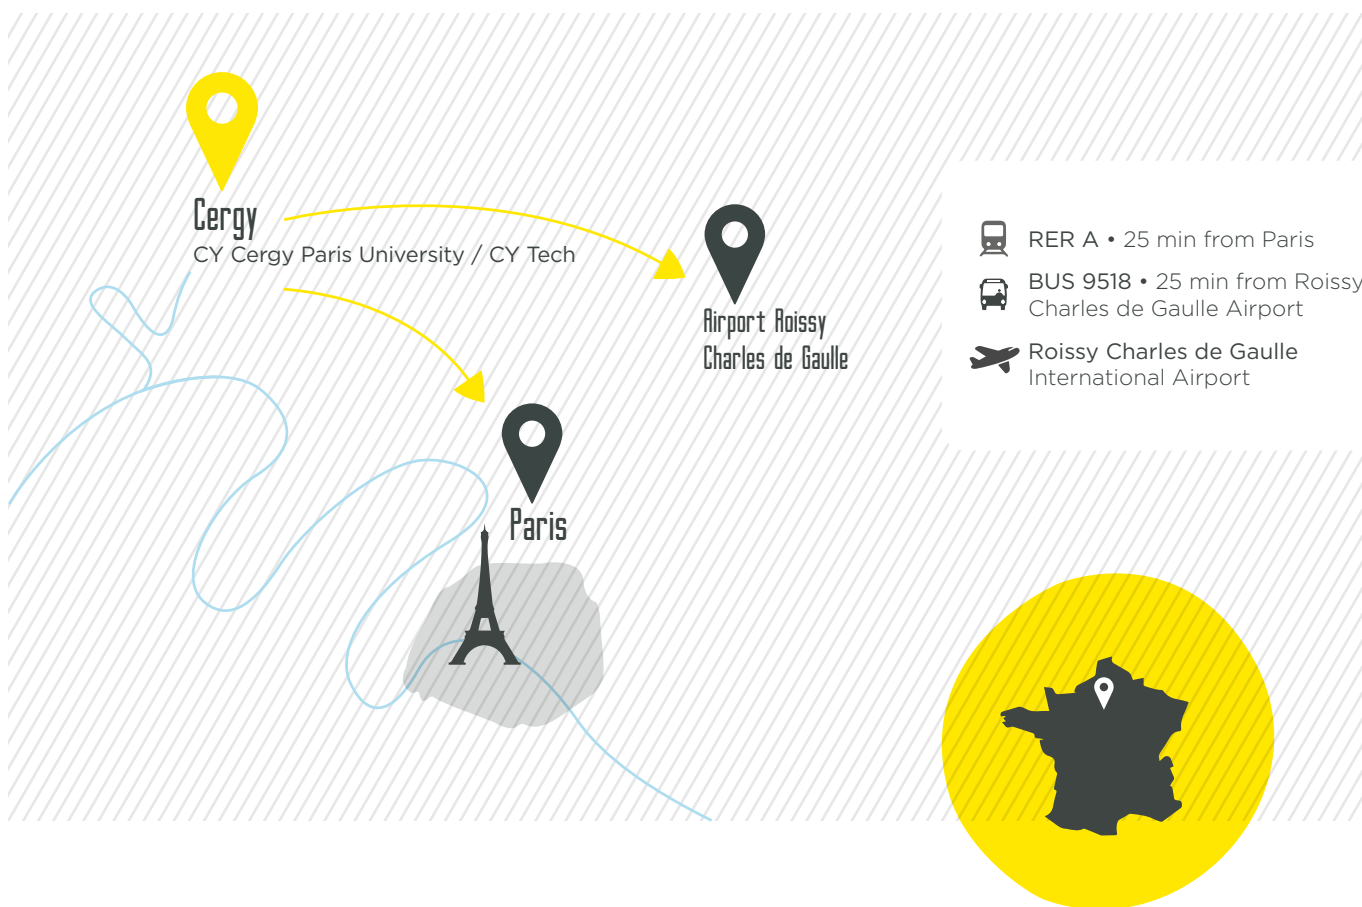 Cergy
CY Cergy Paris University / CY Tech
Airport Roissy
Charles de Gaulle
Paris
RER A • 25 min from Paris
BUS 9518 • 25 min from Roissy
Charles de Gaulle Airport
Roissy Charles de Gaulle
International Airport